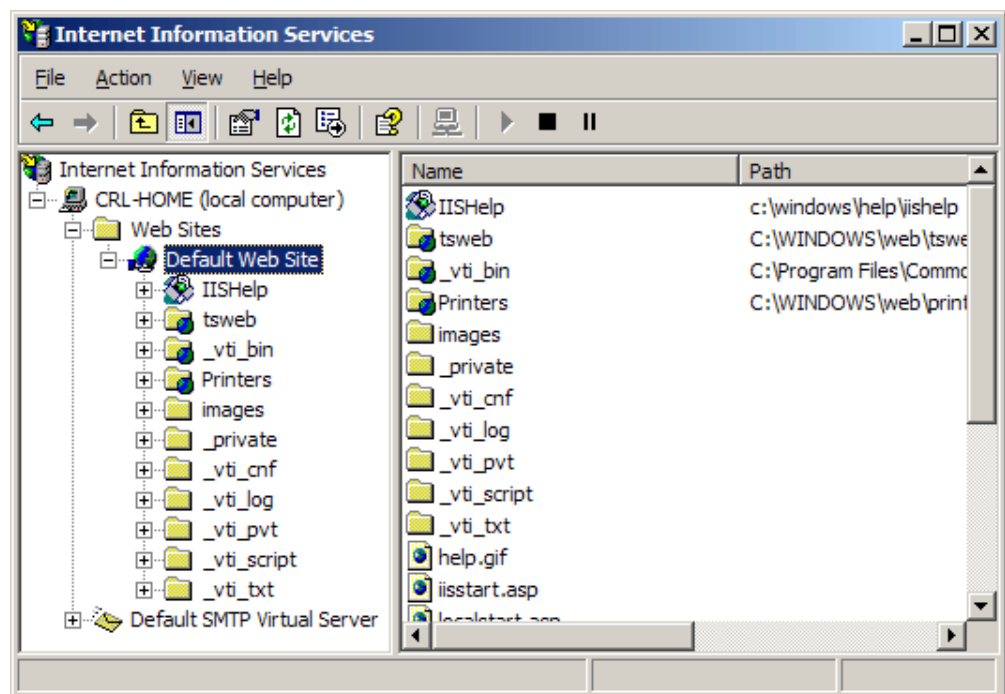 Internet Information Services
File Action View Help
Internet Information Services
CRL-HOME (local computer)
Web Sites
Default Web Site
IISHelp
tsweb
_vti_bin
Printers
images
_private
_vti_cnf
_vti_log
_vti_pvt
_vti_script
_vti_txt
Default SMTP Virtual Server
Name Path
IISHelp c:\windows\help\iishelp
tsweb C:\WINDOWS\web\tswe
_vti_bin C:\Program Files\Commo
Printers C:\WINDOWS\web\print
images
_private
_vti_cnf
_vti_log
_vti_pvt
_vti_script
_vti_txt
help.gif
iisstart.asp
localstart.asp